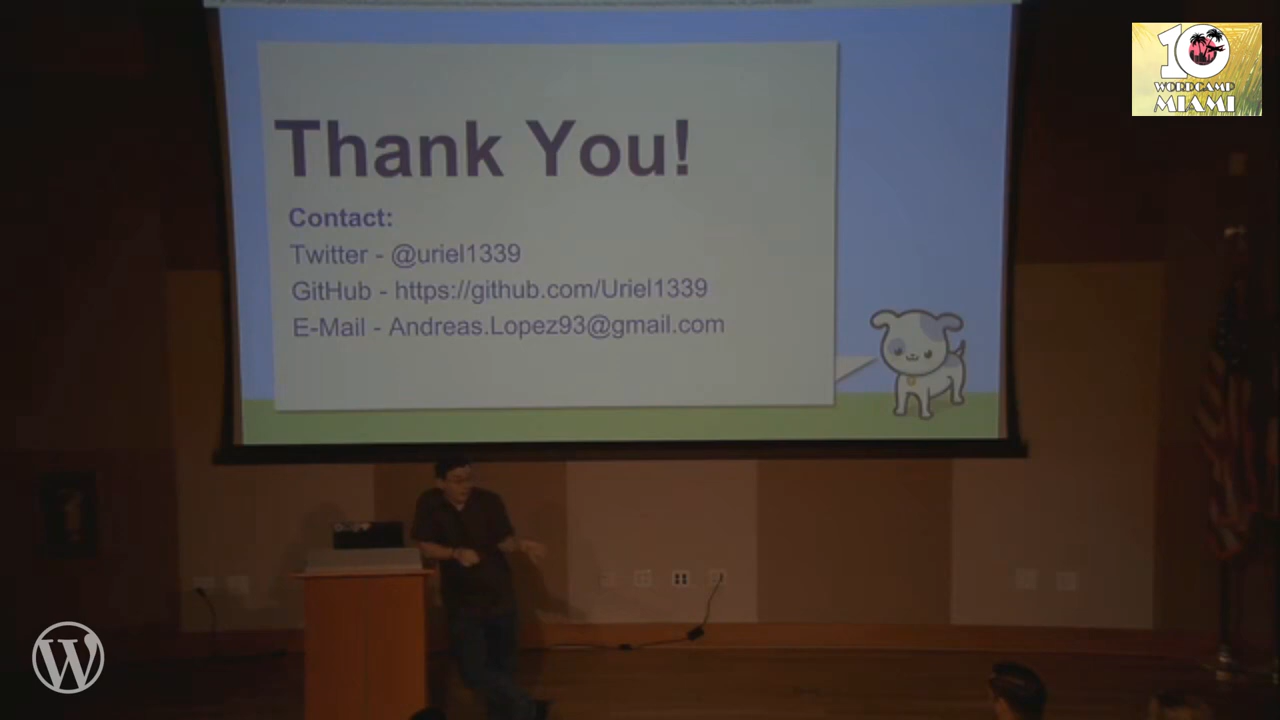 Thank You!
Contact:
Twitter - @uriel1339
GitHub - https://github.com/Uriel1339
E-Mail - Andreas.Lopez93@gmail.com
10
WORDCAMP
MIAMI